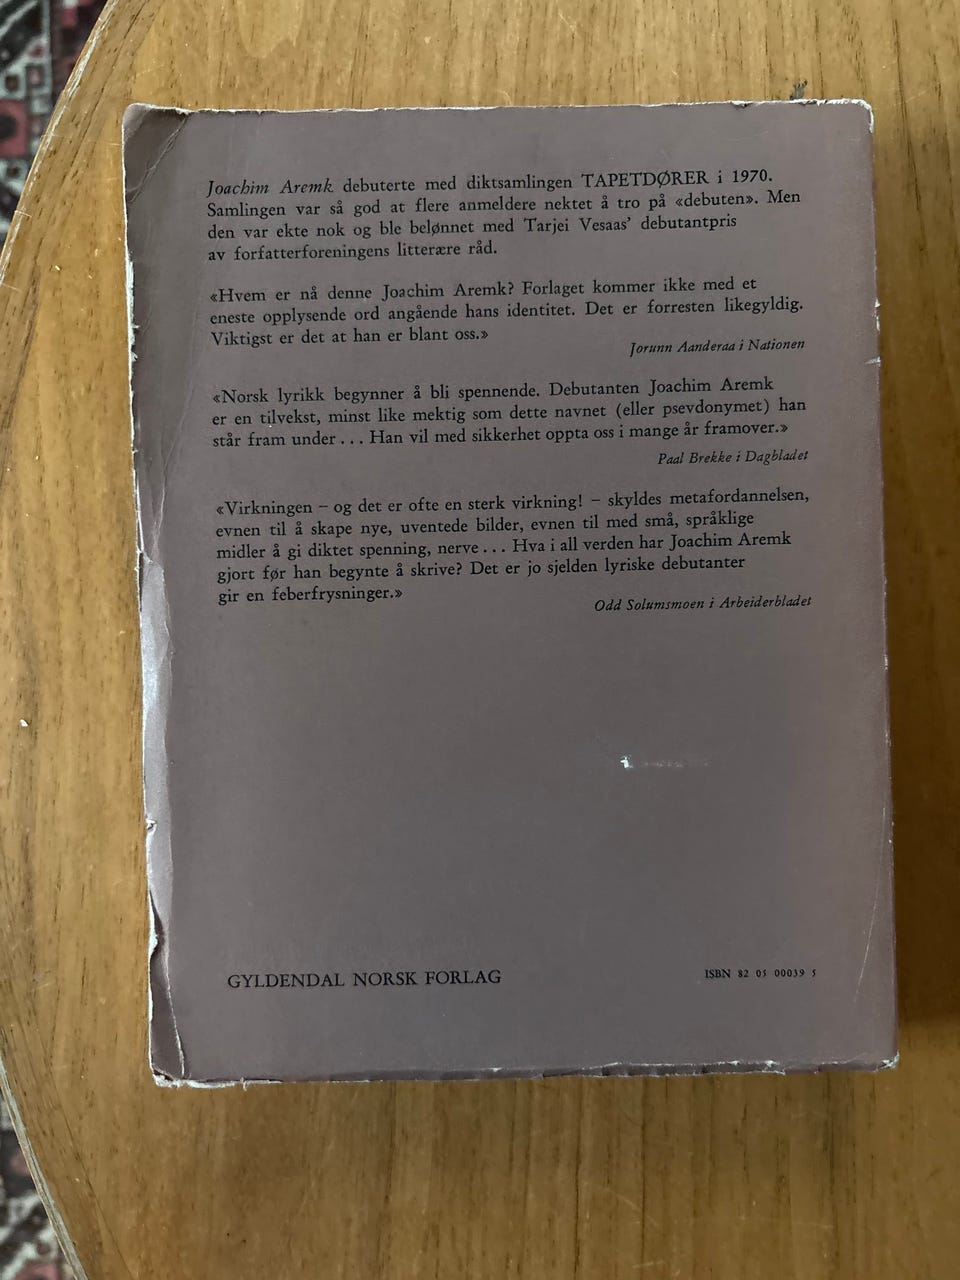 Joachim Aremk debuterte med diktsamlingen TAPETDØRER i 1970.
Samlingen var så god at flere anmeldere nektet å tro på «debuten». Men
den var ekte nok og ble belønnet med Tarjei Vesaas’ debutantpris
av forfatterforeningens litterære råd.
«Hvem er nå denne Joachim Aremk? Forlaget kommer ikke med et
eneste opplysende ord angående hans identitet. Det er forresten likegyldig.
Viktigst er det at han er blant oss.»
Jorunn Aanderaa i Nationen
«Norsk lyrikk begynner å bli spennende. Debutanten Joachim Aremk
er en tilvekst, minst like mektig som dette navnet (eller psevdonymet) han
står fram under... Han vil med sikkerhet oppta oss i mange år framover.»
Paal Brekke i Dagbladet
«Virkningen – og det er ofte en sterk virkning! – skyldes metafordannelsen,
evnen til å skape nye, uventede bilder, evnen til med små, språklige
midler å gi diktet spenning, nerve... Hva i all verden har Joachim Aremk
gjort før han begynte å skrive? Det er jo sjelden lyriske debutanter
gir en feberfrysninger.»
Odd Solumsmoen i Arbeiderbladet
GYLDENDAL NORSK FORLAG
ISBN 82 05 00039 5